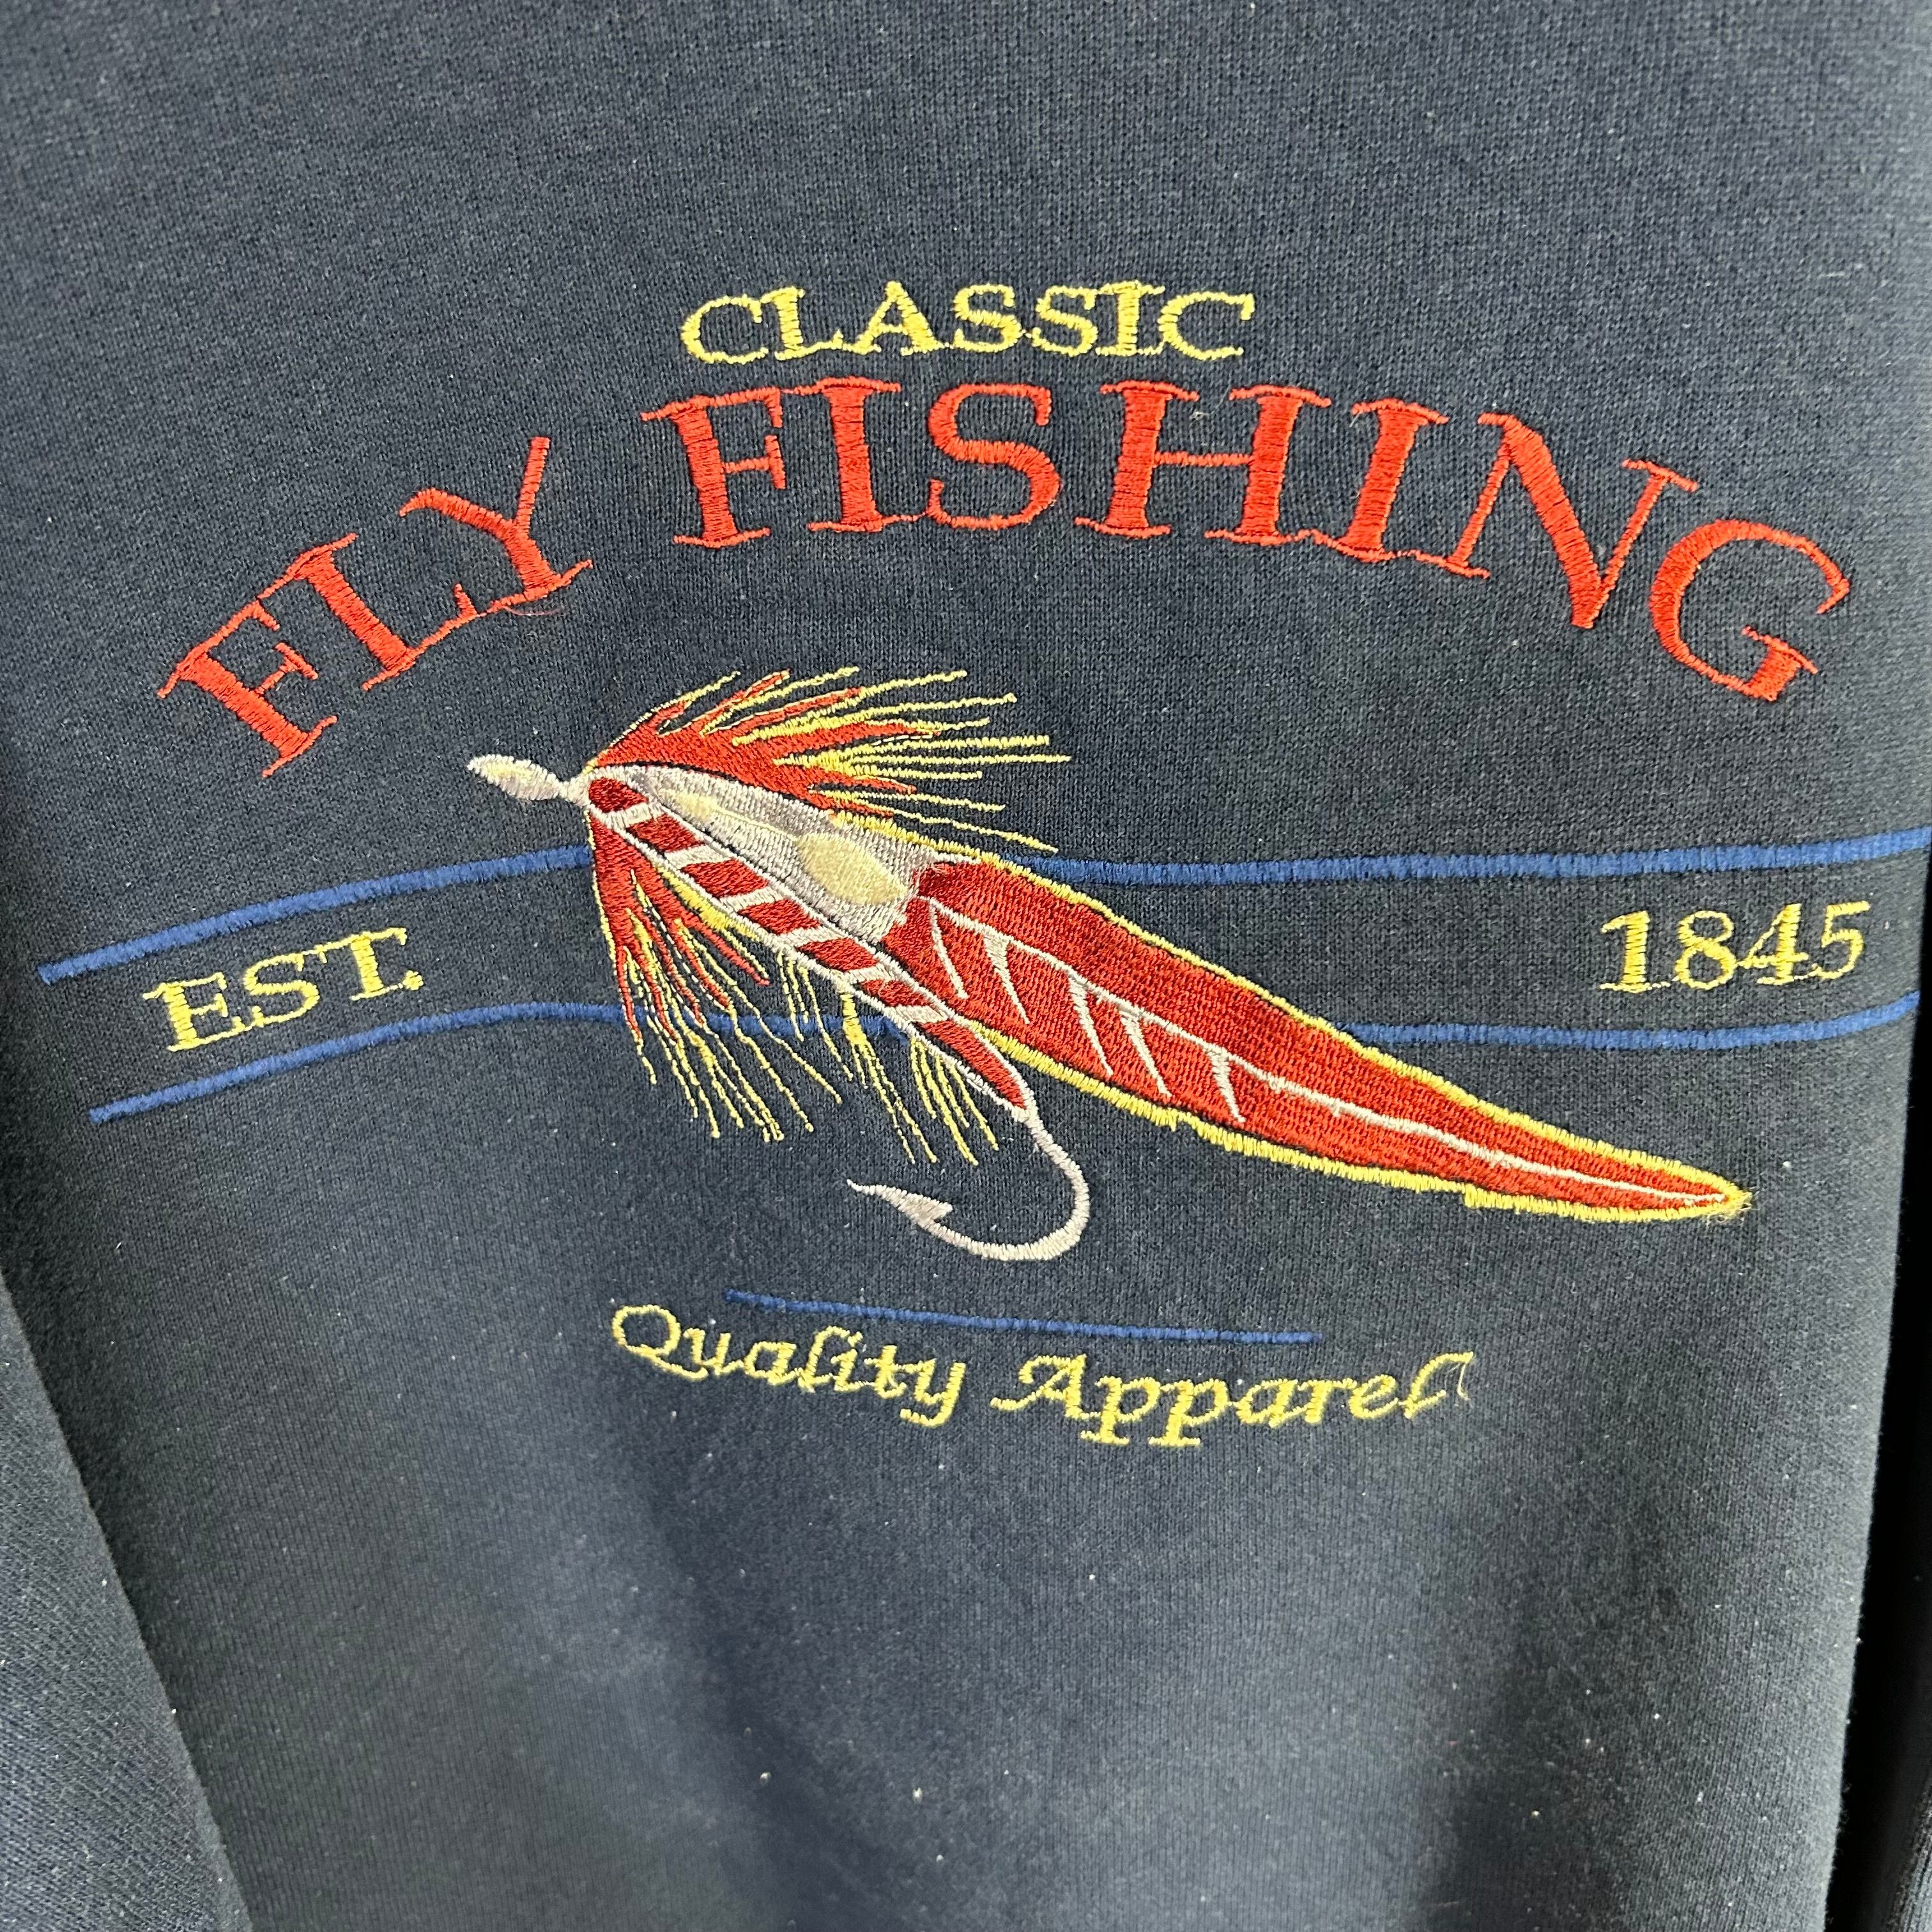 CLASSIC
FLY FISHING
EST. 1845
Quality Apparel